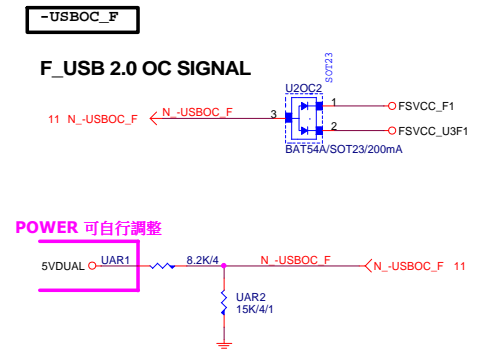 -USBOC_F
F_USB 2.0 OC SIGNAL
SOT23
U2OC2
11 N_-USBOC_F
N_-USBOC_F
3
1
FSVCC_F1
2
FSVCC_U3F1
BAT54A/SOT23/200mA
POWER 可自行調整
5VDUAL
UAR1
8.2K/4
N_-USBOC_F
N_-USBOC_F 11
UAR2
15K/4/1